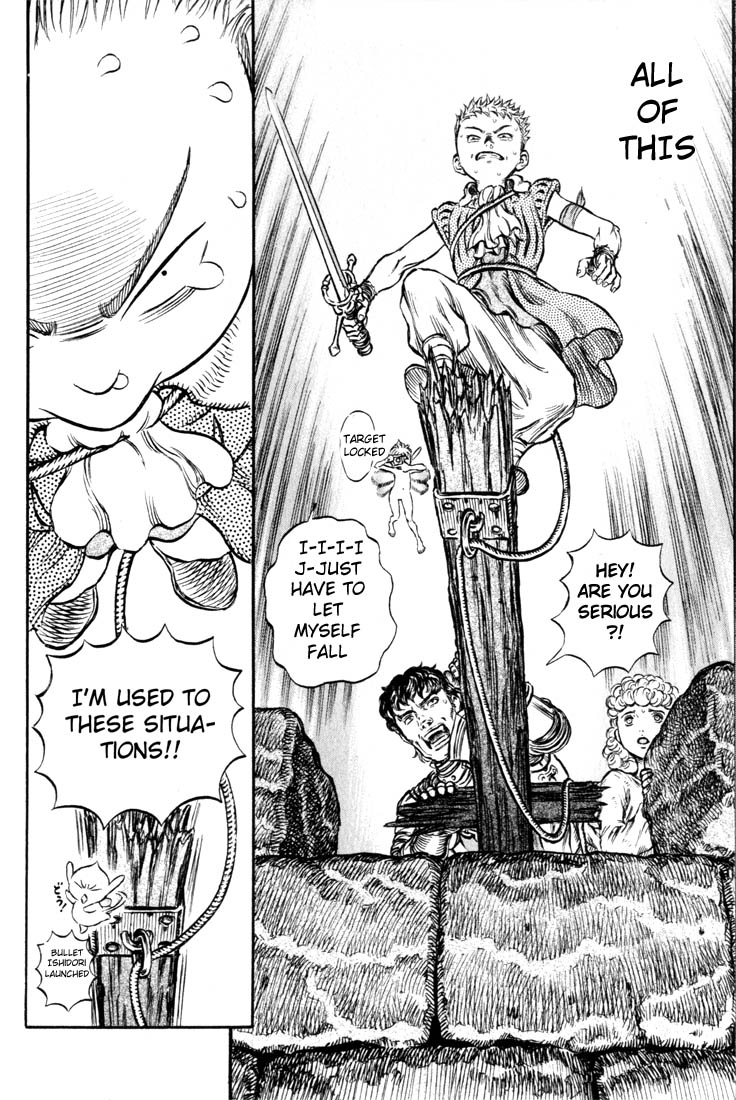 ALL
OF
THIS
HEY!
ARE YOU
SERIOUS
?!
TARGET
LOCKED
I-I-I-I
J-JUST
HAVE TO
LET
MYSELF
FALL
I'M USED TO
THESE SITUA-
TIONS!!
BULLET
ISHIDORI
LAUNCHED